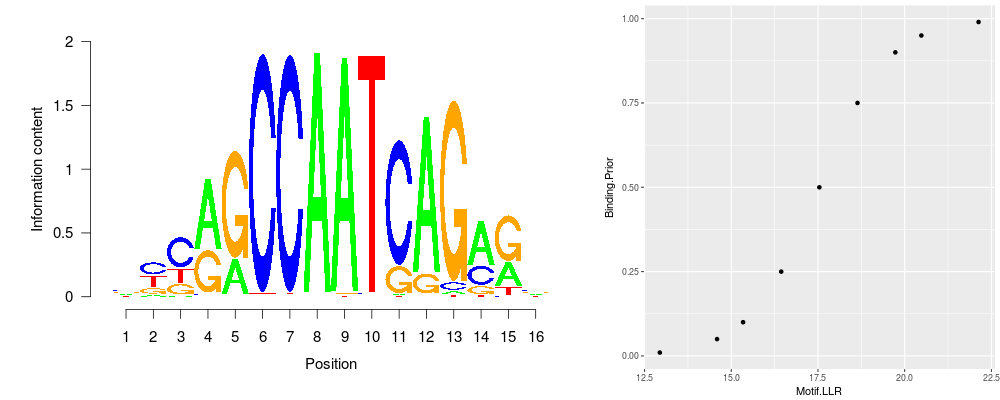 2
1.5
1
0.5
0
Information content
C T G
C T G
A G
G A
C
C
A
A
T
C G
A G
G C
A C G
G A T
1 2 3 4 5 6 7 8 9 10 11 12 13 14 15 16
Position
1.00
0.75
0.50
0.25
0.00
Binding.Prior
12.5 15.0 17.5 20.0 22.5
Motif.LLR